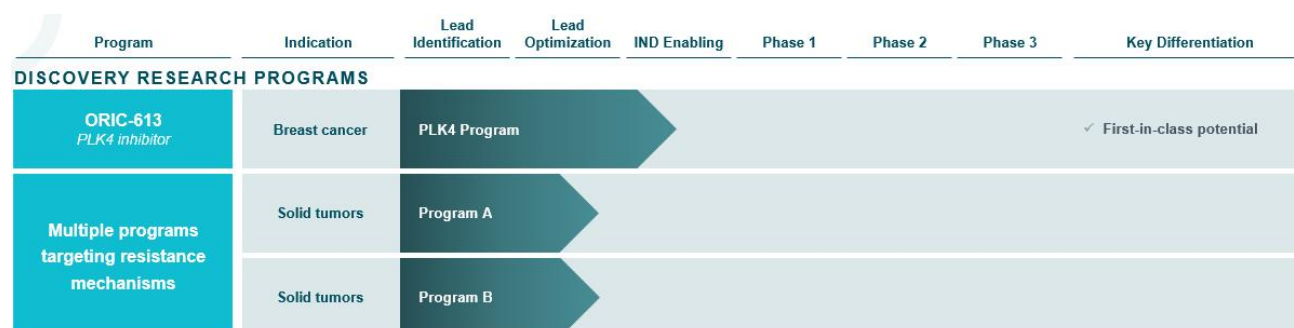 Program
Indication
Lead
Identification
Lead
Optimization
IND Enabling
Phase 1
Phase 2
Phase 3
Key Differentiation
DISCOVERY RESEARCH PROGRAMS
ORIC-613
PLK4 inhibitor
Breast cancer
PLK4 Program
✓ First-in-class potential
Multiple programs
targeting resistance
mechanisms
Solid tumors
Program A
Solid tumors
Program B